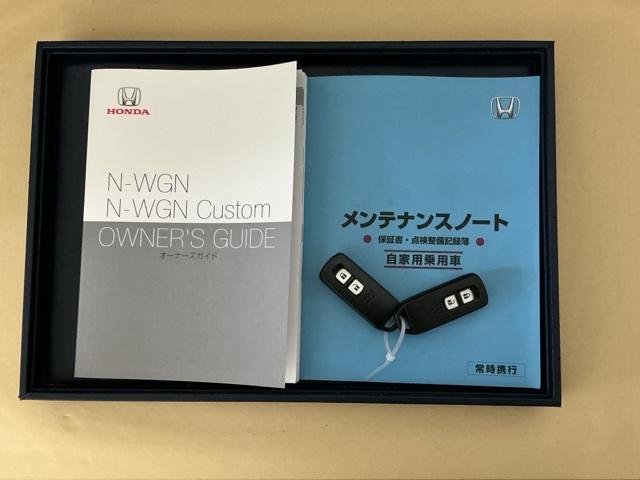 HONDA
N-WGN
N-WGN Custom
OWNER'S GUIDE
オーナーズガイド
メンテナンスノート
保証書・点検整備記録簿
自家用乗用車
常時携行